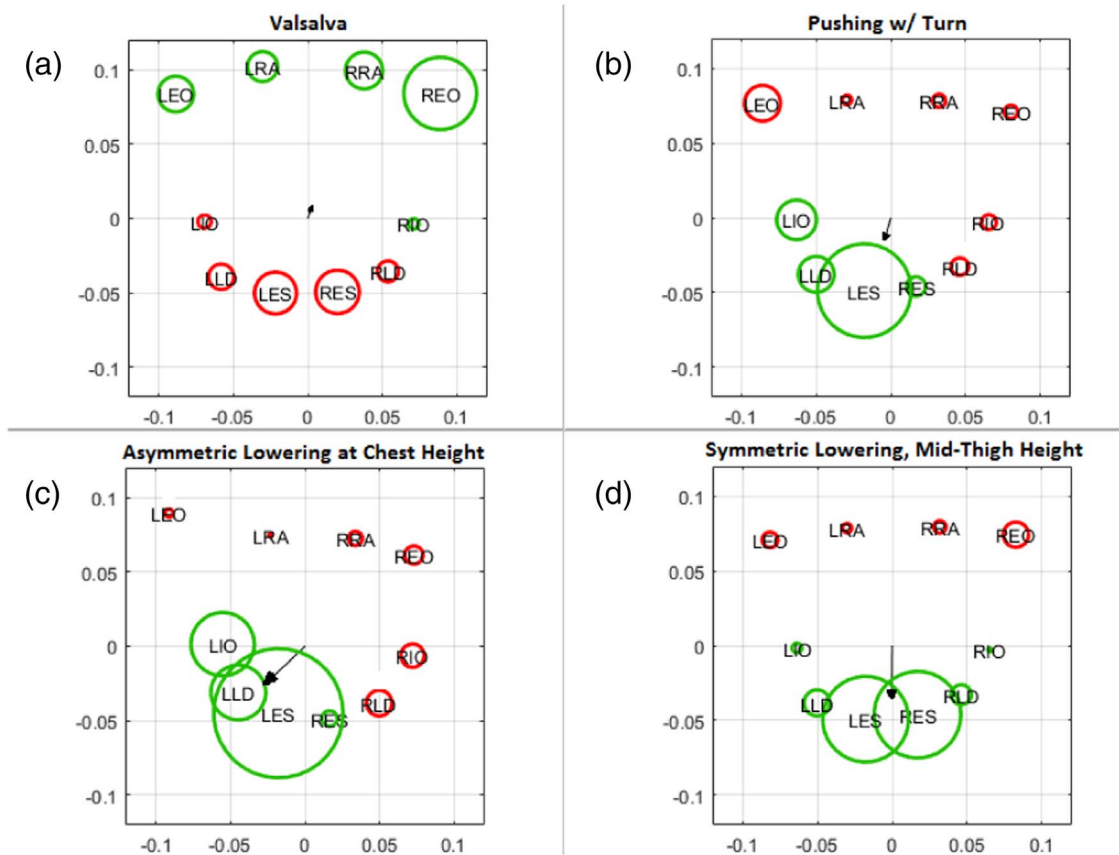 Valsalva
(a)
0.1
0.05
0
-0.05
-0.1
LEO
LRA
RRA
REO
LIO
RIO
LLD
RLD
LES
RES
-0.1
-0.05
0
0.05
0.1
Pushing w/ Turn
(b)
0.1
0.05
0
-0.05
-0.1
LEO
LRA
RRA
REO
LIO
RIO
LLD
RLD
LES
RES
-0.1
-0.05
0
0.05
0.1
Asymmetric Lowering at Chest Height
(c)
0.1
0.05
0
-0.05
-0.1
LEO
LRA
RRA
REO
LIO
RIO
LLD
RLD
LES
RES
-0.1
-0.05
0
0.05
0.1
Symmetric Lowering, Mid-Thigh Height
(d)
0.1
0.05
0
-0.05
-0.1
LEO
LRA
RRA
REO
LIO
RIO
LLD
RLD
LES
RES
-0.1
-0.05
0
0.05
0.1